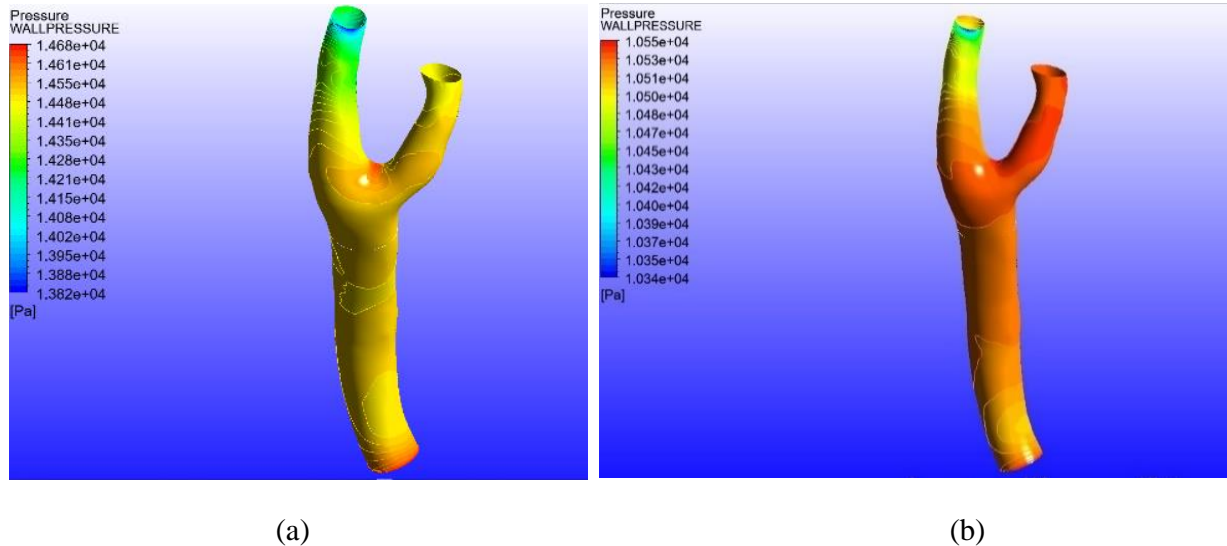 Pressure
WALLPRESSURE
1.468e+04
1.461e+04
1.455e+04
1.448e+04
1.441e+04
1.435e+04
1.428e+04
1.421e+04
1.415e+04
1.408e+04
1.402e+04
1.395e+04
1.388e+04
1.382e+04
[Pa]
Pressure
WALLPRESSURE
1.055e+04
1.053e+04
1.051e+04
1.050e+04
1.048e+04
1.047e+04
1.045e+04
1.043e+04
1.042e+04
1.040e+04
1.039e+04
1.037e+04
1.035e+04
1.034e+04
[Pa]
(a)
(b)